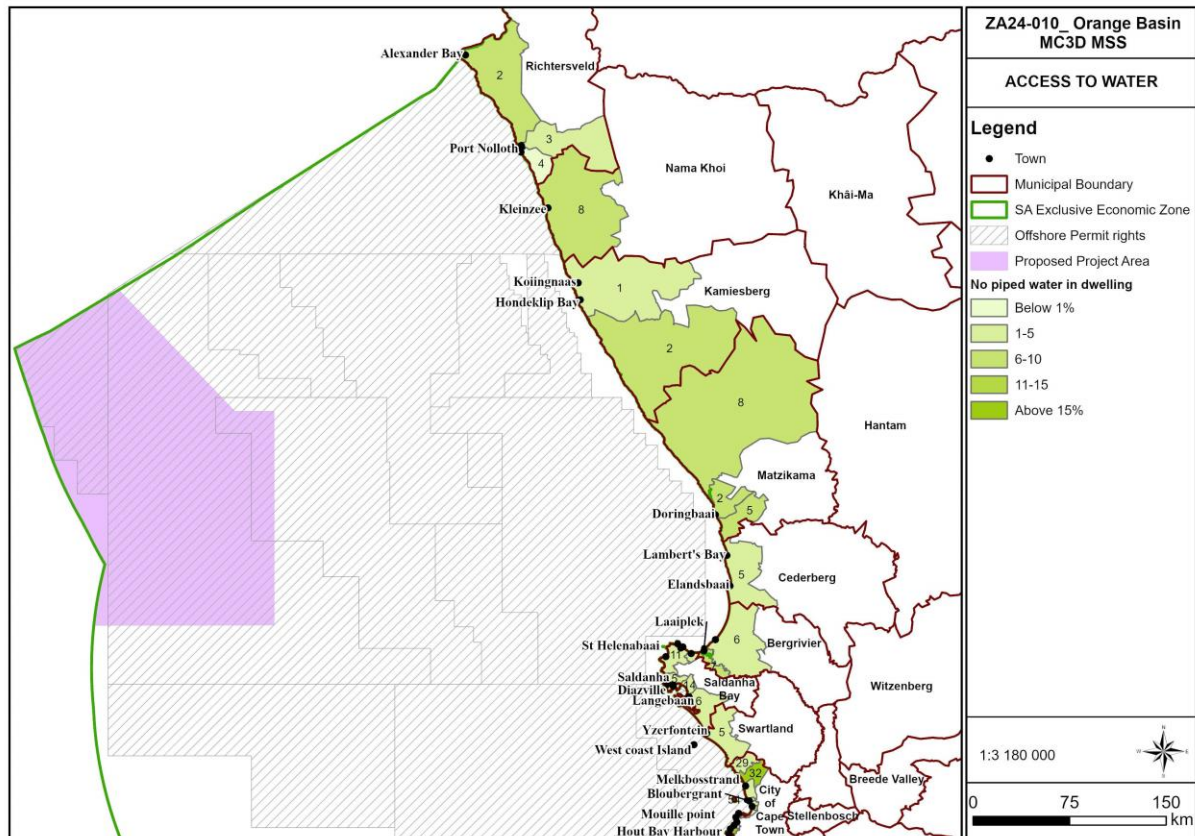 ZA24-010_ Orange Basin
MC3D MSS
ACCESS TO WATER
Legend
Town
Municipal Boundary
SA Exclusive Economic Zone
Offshore Permit rights
Proposed Project Area
No piped water in dwelling
Below 1%
1-5
6-10
11-15
Above 15%
1:3 180 000
N
W
E
S
0 75 150
km
Alexander Bay
2
Richtersveld
3
Port Nolloth
4
Nama Khoi
Khâi-Ma
Kleinzee
8
Koiingnaas
1
Kamiesberg
Hondeklip Bay
2
8
Hantam
Matzikama
2
5
Doringbaai
Lambert's Bay
5
Cederberg
Elandsbaai
Laaiplek
6
Bergrivier
St Helenabaai
11
Saldanha
5
Saldanha
Bay
Witzenberg
Diazville
14
Langebaan
6
Yzerfontein
5
Swartland
West coast Island
29
Melkbosstrand
32
Breede Valley
Bloubergrant
City
of
Cape
Town
Stellenbosch
Mouille point
Hout Bay Harbour